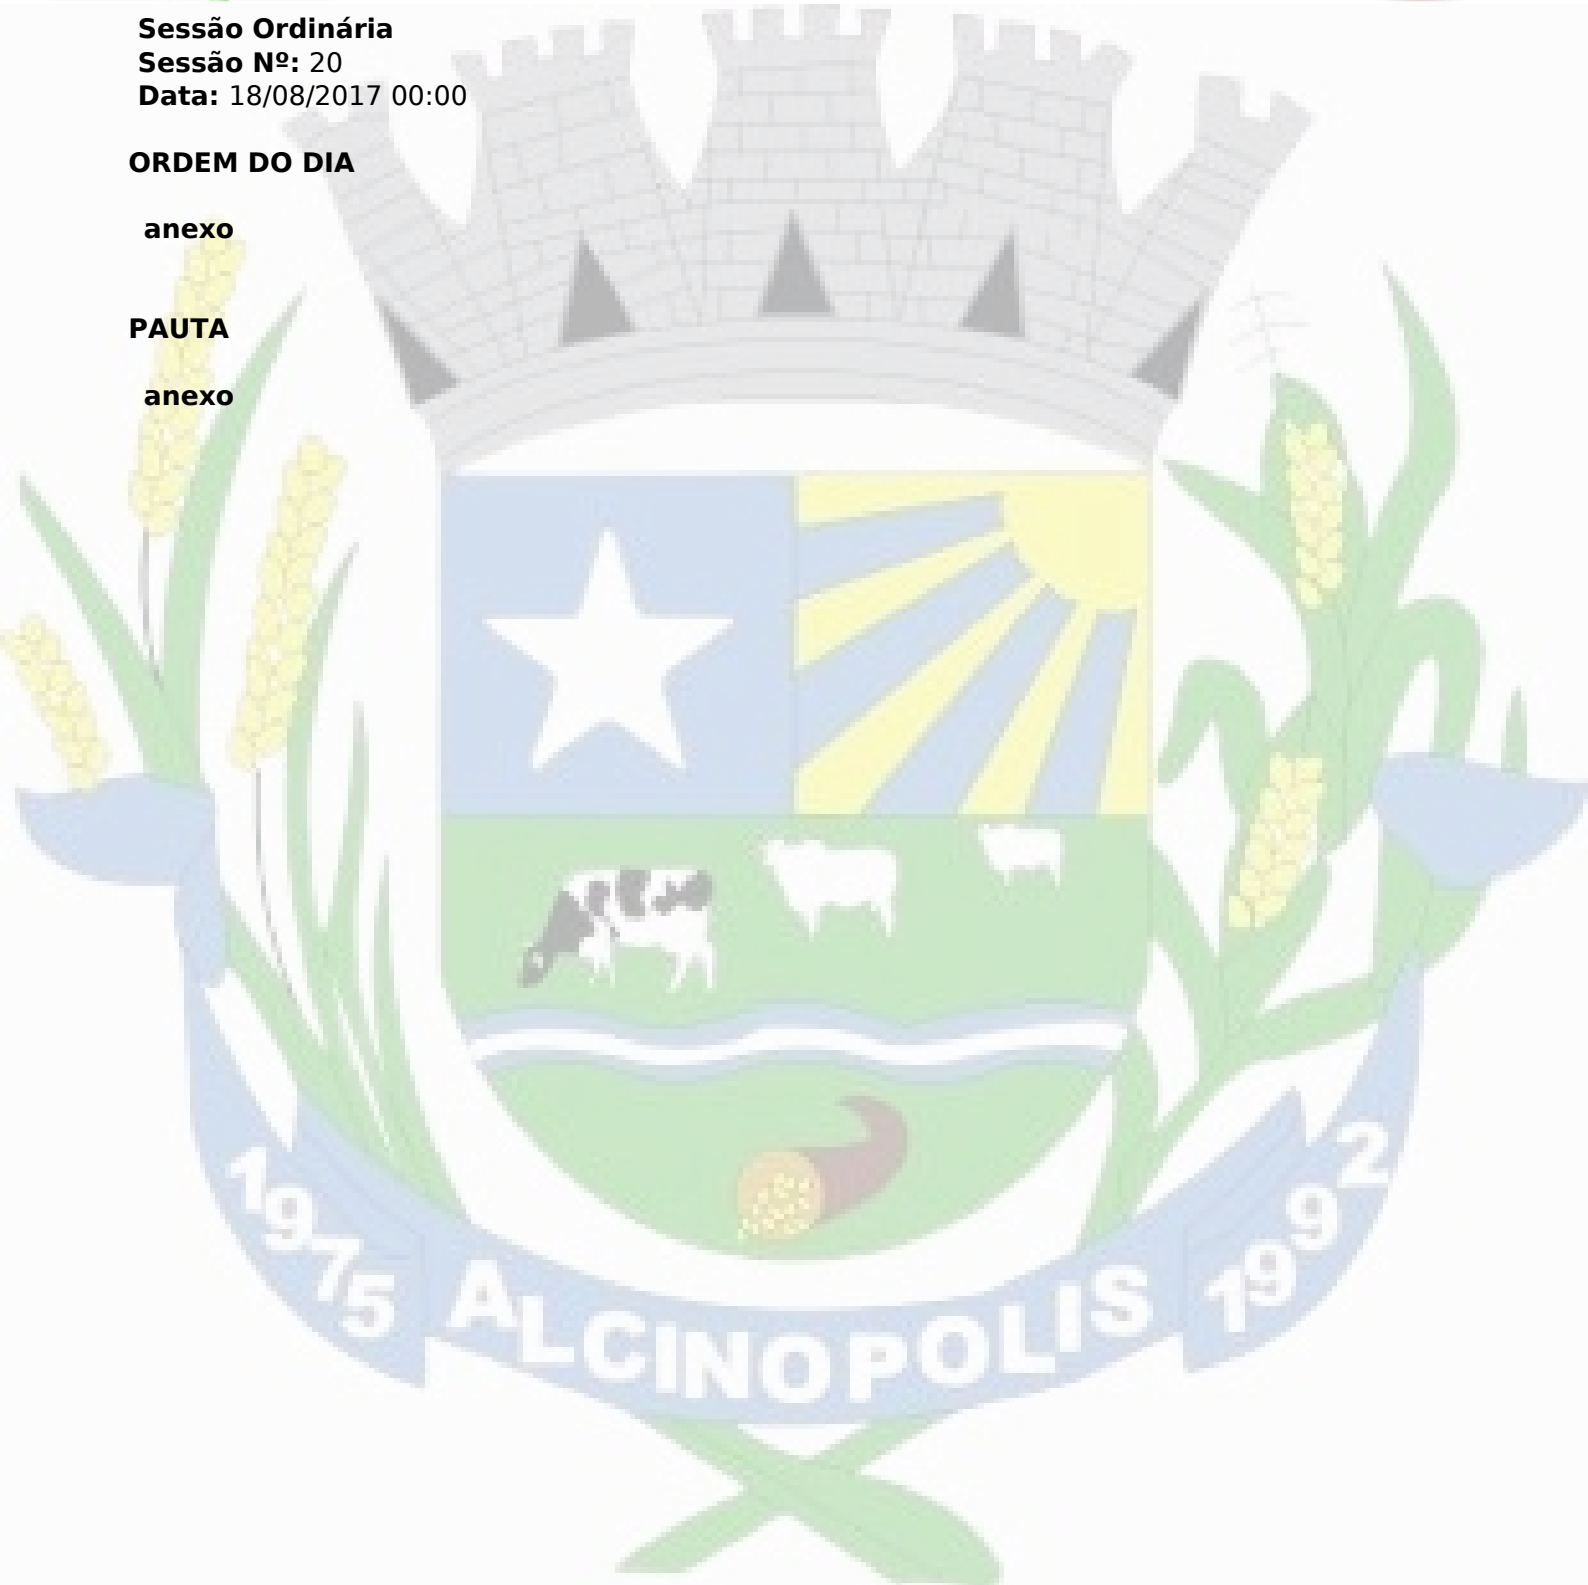 Sessão Ordinária
Sessão Nº: 20
Data: 18/08/2017 00:00
ORDEM DO DIA
anexo
PAUTA
anexo
1975 ALCINOPOLIS 1992